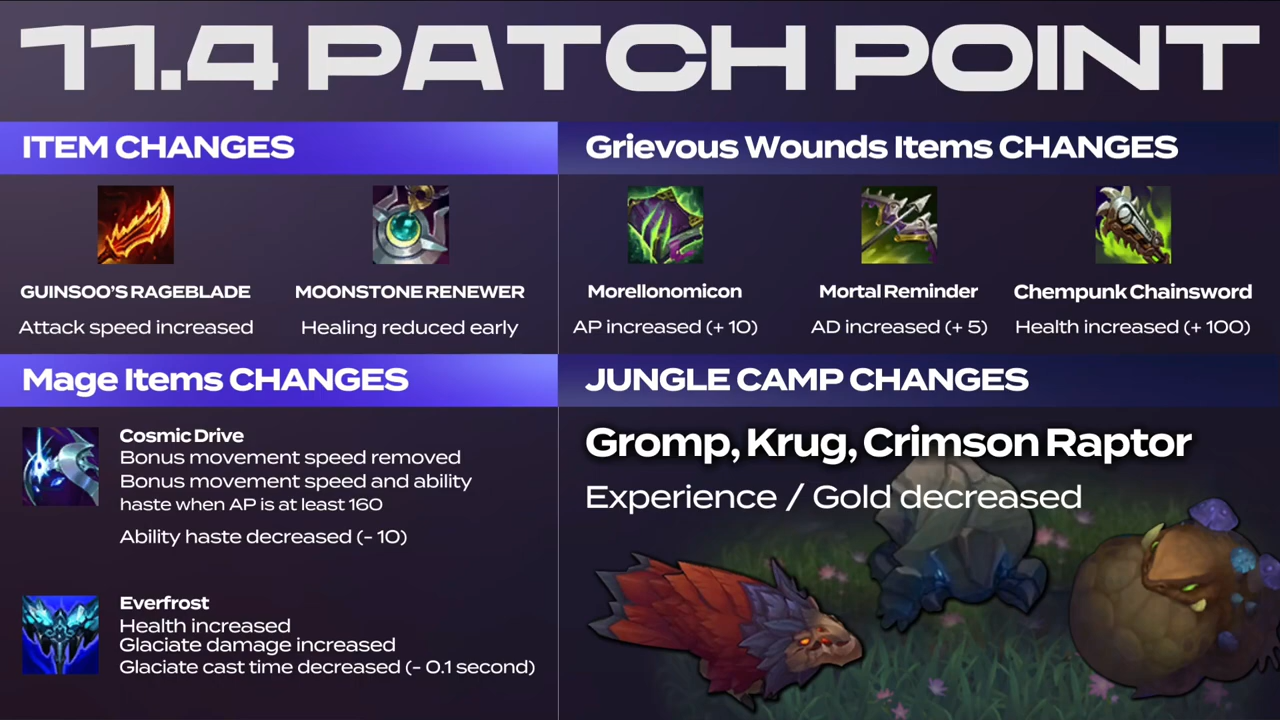 11.4 PATCH POINT
ITEM CHANGES
GUINSOO'S RAGEBLADE
Attack speed increased
MOONSTONE RENEWER
Healing reduced early
Grievous Wounds Items CHANGES
Morellonomicon
AP increased (+ 10)
Mortal Reminder
AD increased (+ 5)
Chempunk Chainsword
Health increased (+ 100)
Mage Items CHANGES
Cosmic Drive
Bonus movement speed removed
Bonus movement speed and ability
haste when AP is at least 160
Ability haste decreased (- 10)
Everfrost
Health increased
Glaciate damage increased
Glaciate cast time decreased (- 0.1 second)
JUNGLE CAMP CHANGES
Gromp, Krug, Crimson Raptor
Experience / Gold decreased